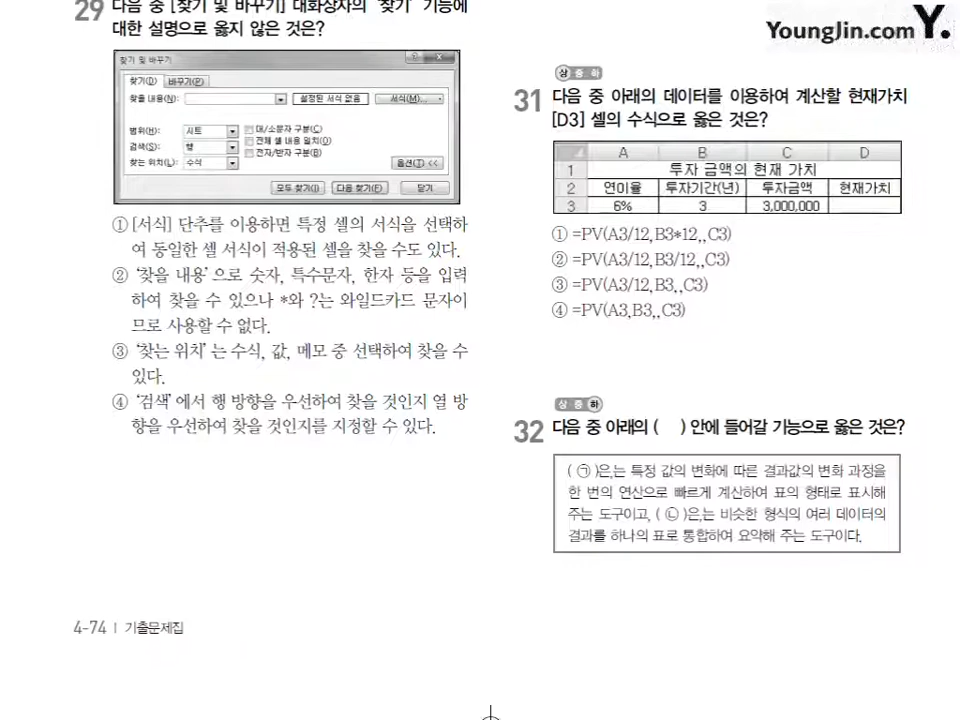 29 다음 중 [찾기 및 바꾸기] 대화상자의 '찾기' 기능에
대한 설명으로 옳지 않은 것은?
찾기 및 바꾸기
찾기(D) 바꾸기(P)
찾을 내용(N): 설정된 서식 없음 서식(M)...
범위(H): 시트 대/소문자 구분(C)
검색(S): 행 전체 셀 내용 일치(O)
찾는 위치(L): 수식 전자/반자 구분(B)
옵션(T) <<
모두 찾기(I) 다음 찾기(F) 닫기
① [서식] 단추를 이용하면 특정 셀의 서식을 선택하
여 동일한 셀 서식이 적용된 셀을 찾을 수도 있다.
② '찾을 내용'으로 숫자, 특수문자, 한자 등을 입력
하여 찾을 수 있으나 *와 ?는 와일드카드 문자이
므로 사용할 수 없다.
③ '찾는 위치'는 수식, 값, 메모 중 선택하여 찾을 수
있다.
④ '검색'에서 행 방향을 우선하여 찾을 것인지 열 방
향을 우선하여 찾을 것인지를 지정할 수 있다.
4-74 | 기출문제집
YoungJin.com Y.
상 중 하
31 다음 중 아래의 데이터를 이용하여 계산할 현재가치
[D3] 셀의 수식으로 옳은 것은?
A B C D
1 투자 금액의 현재 가치
2 연이율 투자기간(년) 투자금액 현재가치
3 6% 3 3,000,000
① =PV(A3/12,B3*12,,C3)
② =PV(A3/12,B3/12,,C3)
③ =PV(A3/12,B3,,C3)
④ =PV(A3,B3,,C3)
상 중 하
32 다음 중 아래의 ( ) 안에 들어갈 기능으로 옳은 것은?
( ㉠ )은,는 특정 값의 변화에 따른 결과값의 변화 과정을
한 번의 연산으로 빠르게 계산하여 표의 형태로 표시해
주는 도구이고, ( ㉡ )은,는 비슷한 형식의 여러 데이터의
결과를 하나의 표로 통합하여 요약해 주는 도구이다.